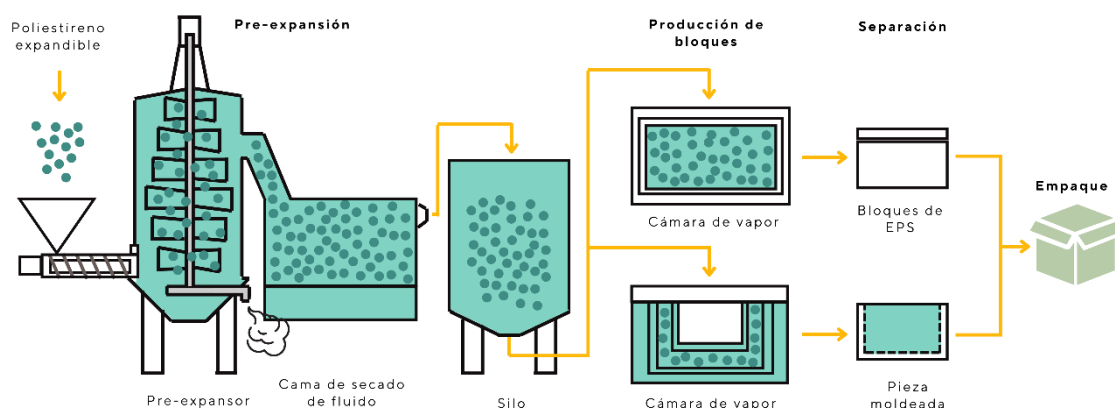 Poliestireno
expandible
Pre-expansión
Producción de
bloques
Separación
Cámara de vapor
Bloques de
EPS
Empaque
Pre-expansor
Cama de secado
de fluido
Silo
Cámara de vapor
Pieza
moldeada